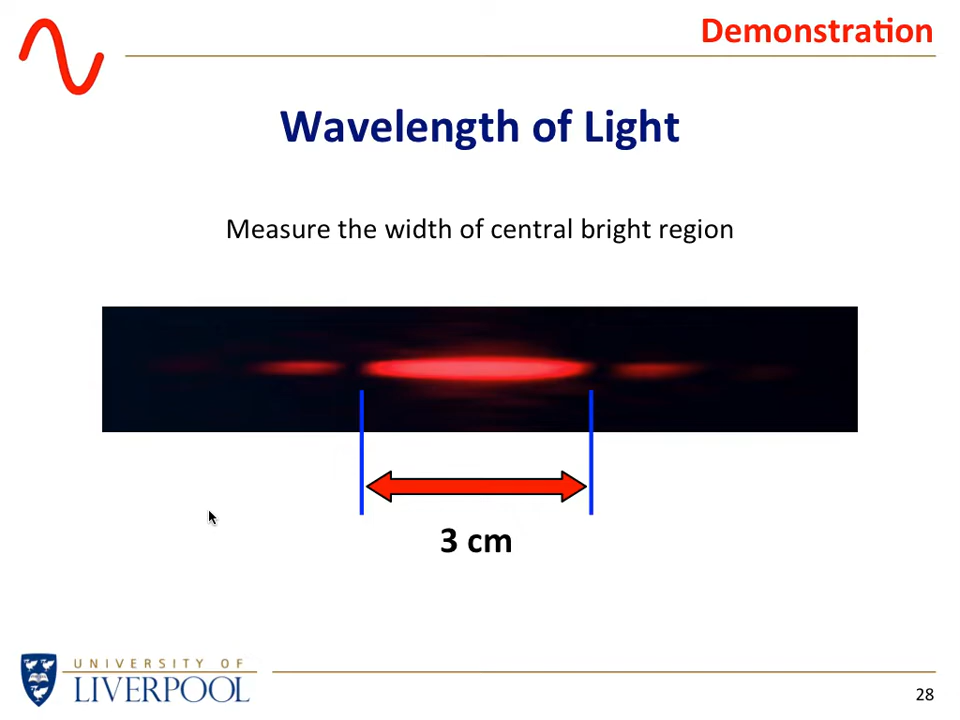 Demonstration
Wavelength of Light
Measure the width of central bright region
3 cm
UNIVERSITY OF
LIVERPOOL
28